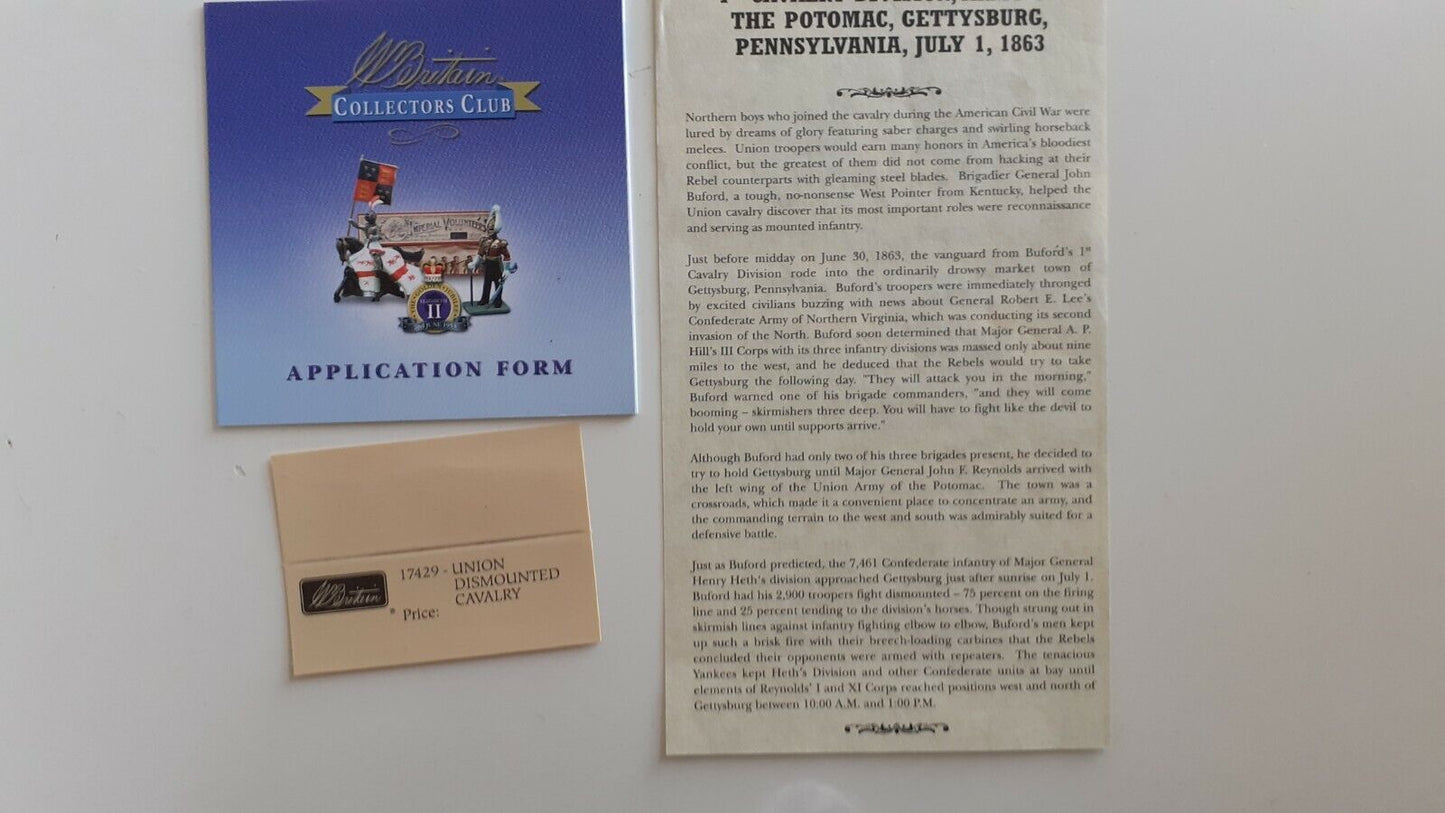 W Britain
COLLECTORS CLUB
IMPERIAL VOLUNTEERS
ELIZABETH
II
APPLICATION FORM
W Britain
17429 - UNION
DISMOUNTED
CAVALRY
* Price:
THE POTOMAC, GETTYSBURG,
PENNSYLVANIA, JULY 1, 1863
Northern boys who joined the cavalry during the American Civil War were
lured by dreams of glory featuring saber charges and swirling horseback
melees. Union troopers would earn many honors in America's bloodiest
conflict, but the greatest of them did not come from hacking at their
Rebel counterparts with gleaming steel blades. Brigadier General John
Buford, a tough, no-nonsense West Pointer from Kentucky, helped the
Union cavalry discover that its most important roles were reconnaissance
and serving as mounted infantry.
Just before midday on June 30, 1863, the vanguard from Buford's 1st
Cavalry Division rode into the ordinarily drowsy market town of
Gettysburg, Pennsylvania. Buford's troopers were immediately thronged
by excited civilians buzzing with news about General Robert E. Lee's
Confederate Army of Northern Virginia, which was conducting its second
invasion of the North. Buford soon determined that Major General A. P.
Hill's III Corps with its three infantry divisions was massed only about nine
miles to the west, and he deduced that the Rebels would try to take
Gettysburg the following day. "They will attack you in the morning,"
Buford warned one of his brigade commanders, "and they will come
booming – skirmishers three deep. You will have to fight like the devil to
hold your own until supports arrive."
Although Buford had only two of his three brigades present, he decided to
try to hold Gettysburg until Major General John F. Reynolds arrived with
the left wing of the Union Army of the Potomac. The town was a
crossroads, which made it a convenient place to concentrate an army, and
the commanding terrain to the west and south was admirably suited for a
defensive battle.
Just as Buford predicted, the 7,461 Confederate infantry of Major General
Henry Heth's division approached Gettysburg just after sunrise on July 1.
Buford had his 2,900 troopers fight dismounted – 75 percent on the firing
line and 25 percent tending to the division's horses. Though strung out in
skirmish lines against infantry fighting elbow to elbow, Buford's men kept
up such a brisk fire with their breech-loading carbines that the Rebels
concluded their opponents were armed with repeaters. The tenacious
Yankees kept Heth's Division and other Confederate units at bay until
elements of Reynolds' I and XI Corps reached positions west and north of
Gettysburg between 10:00 A.M. and 1:00 P.M.